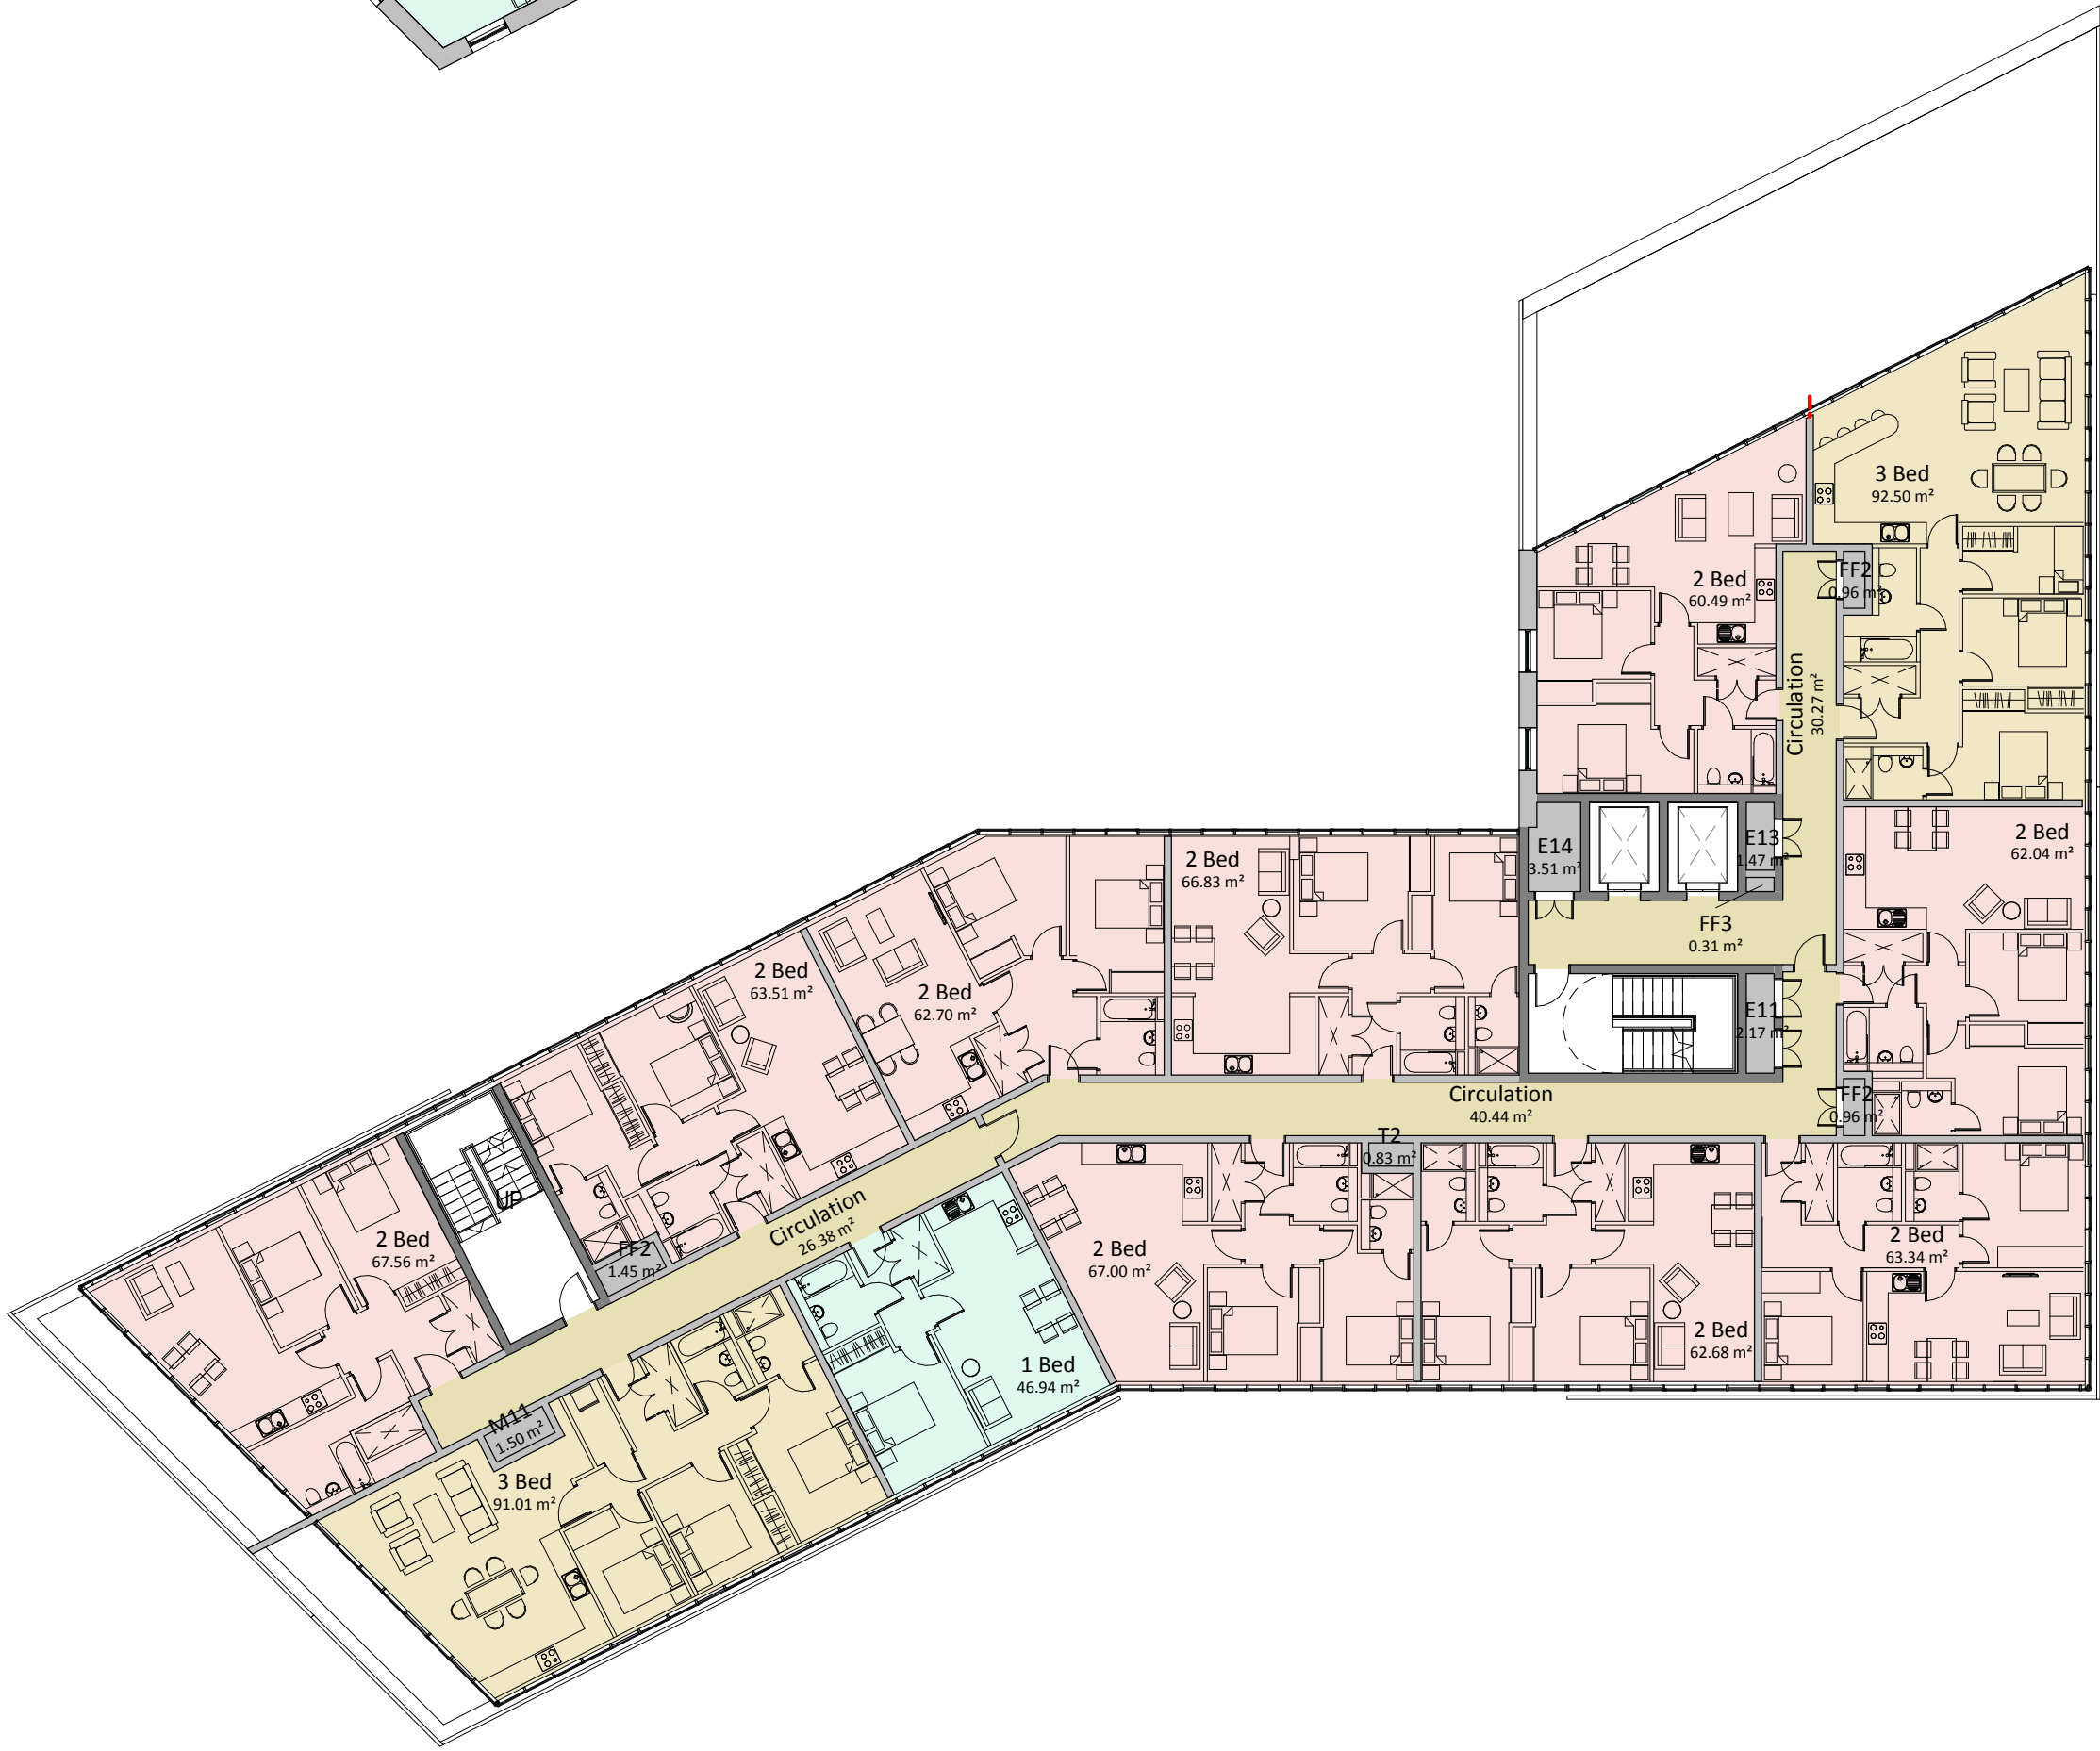 3 Bed
92.50 m²
2 Bed
60.49 m²
FF2
0.96 m²
Circulation
30.27 m²
E14
3.51 m²
E13
1.47 m²
2 Bed
62.04 m²
2 Bed
66.83 m²
FF3
0.31 m²
2 Bed
63.51 m²
2 Bed
62.70 m²
E11
2.17 m²
Circulation
40.44 m²
FF2
0.96 m²
T2
0.83 m²
UP
Circulation
26.38 m²
2 Bed
67.56 m²
FF2
1.45 m²
2 Bed
67.00 m²
2 Bed
63.34 m²
2 Bed
62.68 m²
1 Bed
46.94 m²
M11
1.50 m²
3 Bed
91.01 m²